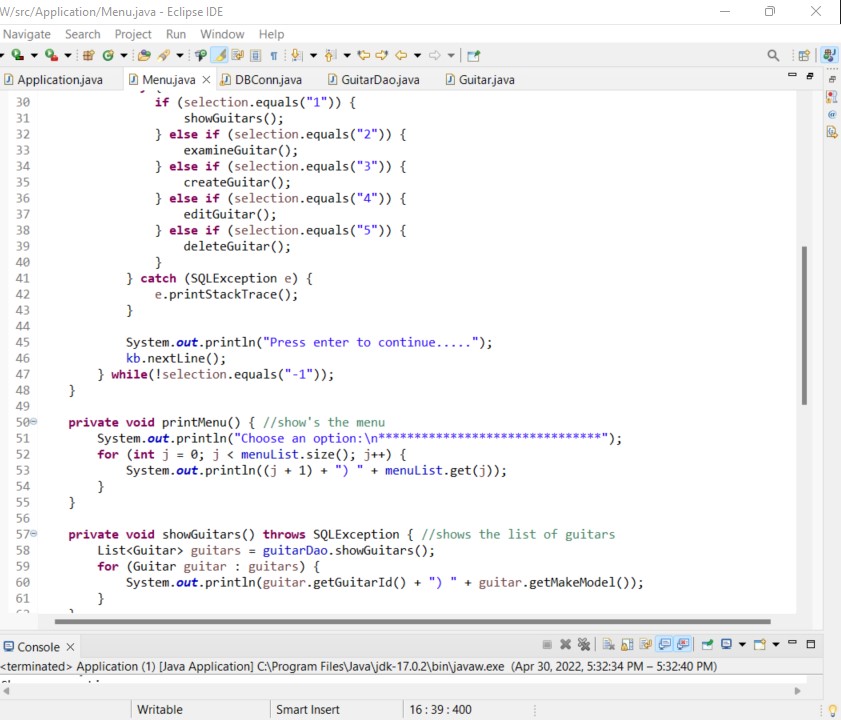 W/src/Application/Menu.java - Eclipse IDE
Navigate Search Project Run Window Help
Application.java Menu.java DBConn.java GuitarDao.java Guitar.java
30 if (selection.equals("1")) {
31 showGuitars();
32 } else if (selection.equals("2")) {
33 examineGuitar();
34 } else if (selection.equals("3")) {
35 createGuitar();
36 } else if (selection.equals("4")) {
37 editGuitar();
38 } else if (selection.equals("5")) {
39 deleteGuitar();
40 }
41 } catch (SQLException e) {
42 e.printStackTrace();
43 }
44
45 System.out.println("Press enter to continue.....");
46 kb.nextLine();
47 } while(!selection.equals("-1"));
48 }
49
50 private void printMenu() { //show's the menu
51 System.out.println("Choose an option:\n*******************************");
52 for (int j = 0; j < menuList.size(); j++) {
53 System.out.println((j + 1) + ") " + menuList.get(j));
54 }
55 }
56
57 private void showGuitars() throws SQLException { //shows the list of guitars
58 List<Guitar> guitars = guitarDao.showGuitars();
59 for (Guitar guitar : guitars) {
60 System.out.println(guitar.getGuitarId() + ") " + guitar.getMakeModel());
61 }
Console
<terminated> Application (1) [Java Application] C:\Program Files\Java\jdk-17.0.2\bin\javaw.exe (Apr 30, 2022, 5:32:34 PM – 5:32:40 PM)
Writable Smart Insert 16 : 39 : 400